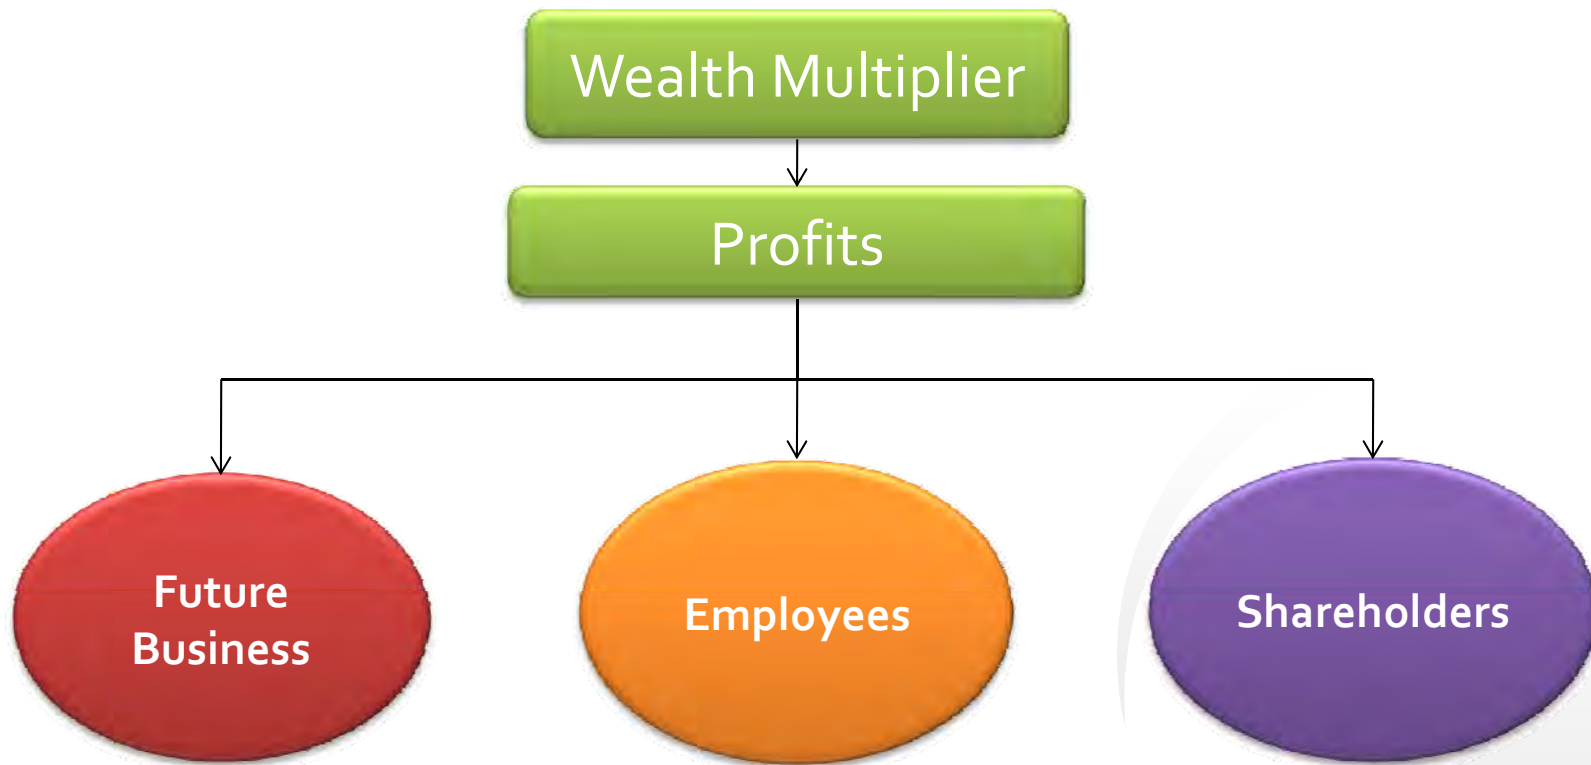 Wealth Multiplier
Profits
Future
Business
Employees
Shareholders